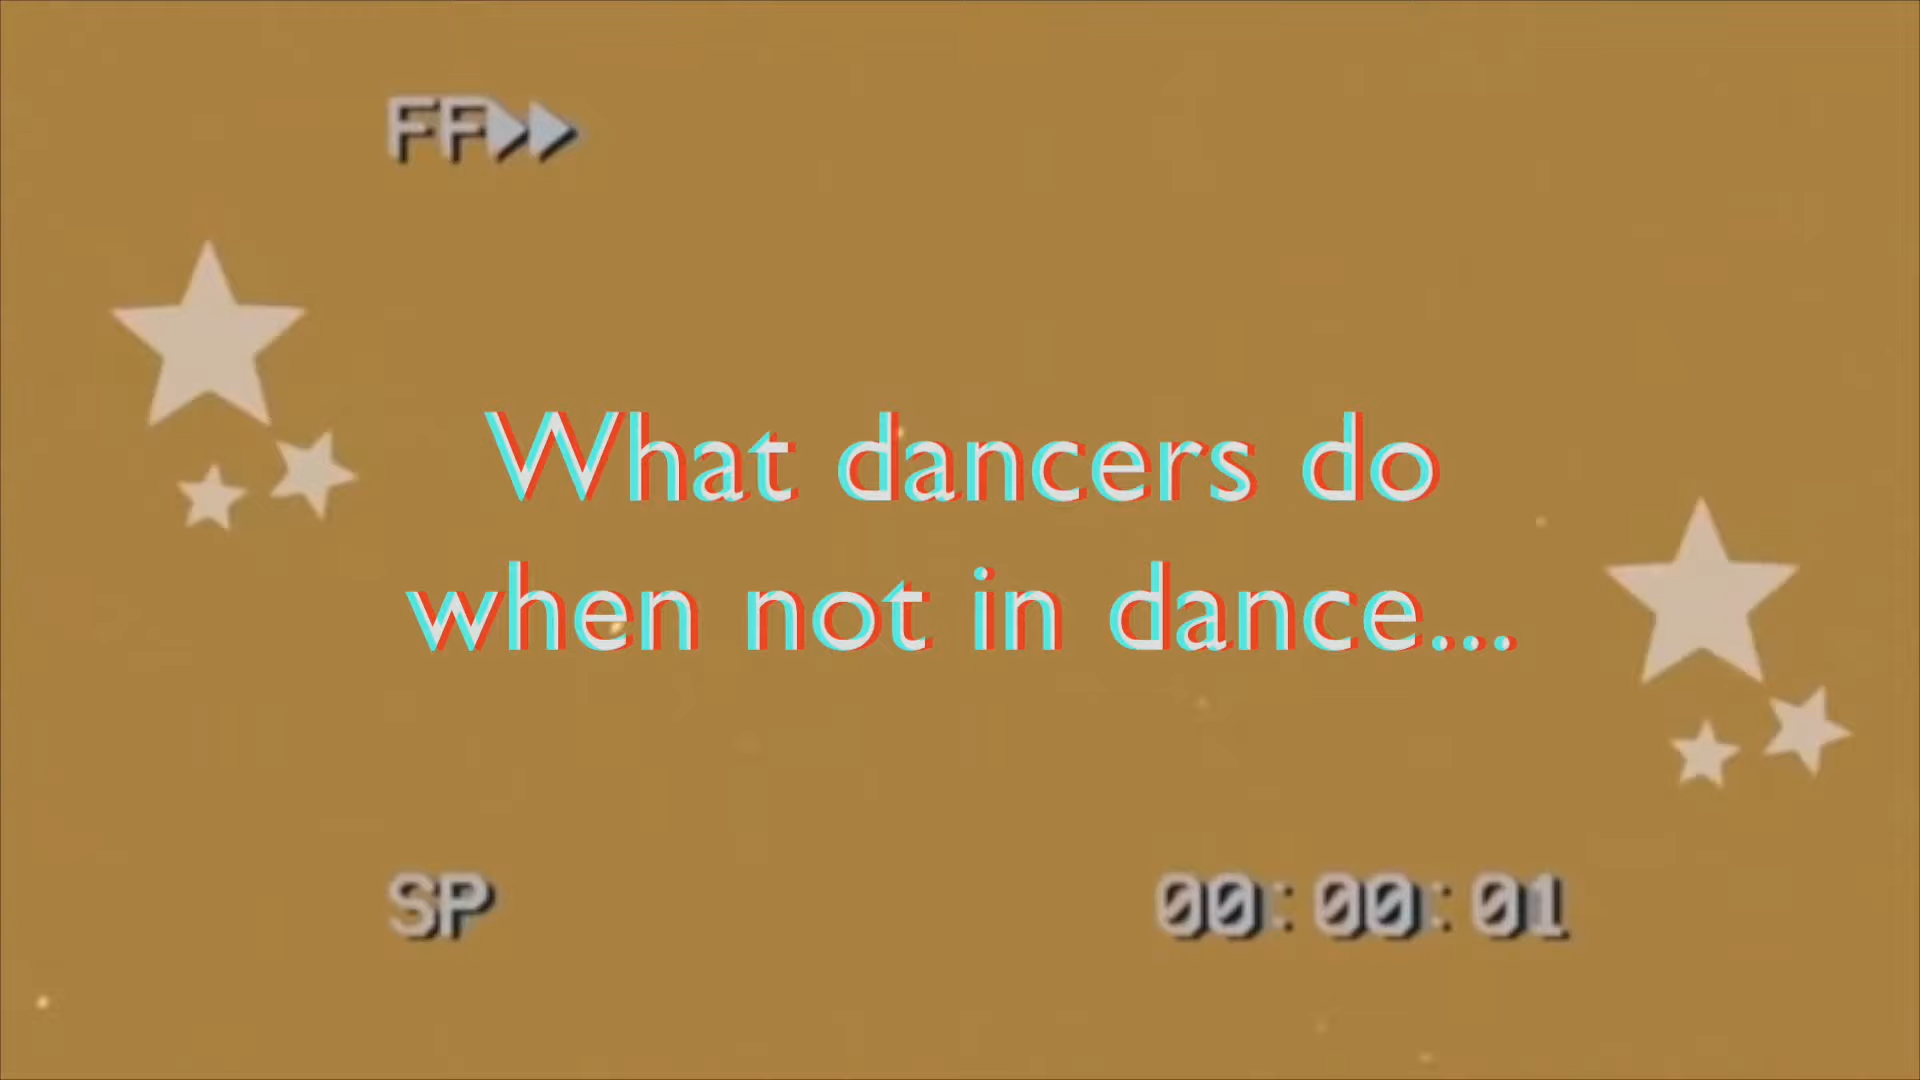 FF
What dancers do
when not in dance...
SP
00:00:01